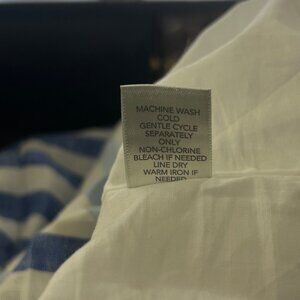 MACHINE WASH
COLD
GENTLE CYCLE
SEPARATELY
ONLY
NON-CHLORINE
BLEACH IF NEEDED
LINE DRY
WARM IRON IF
NEEDED